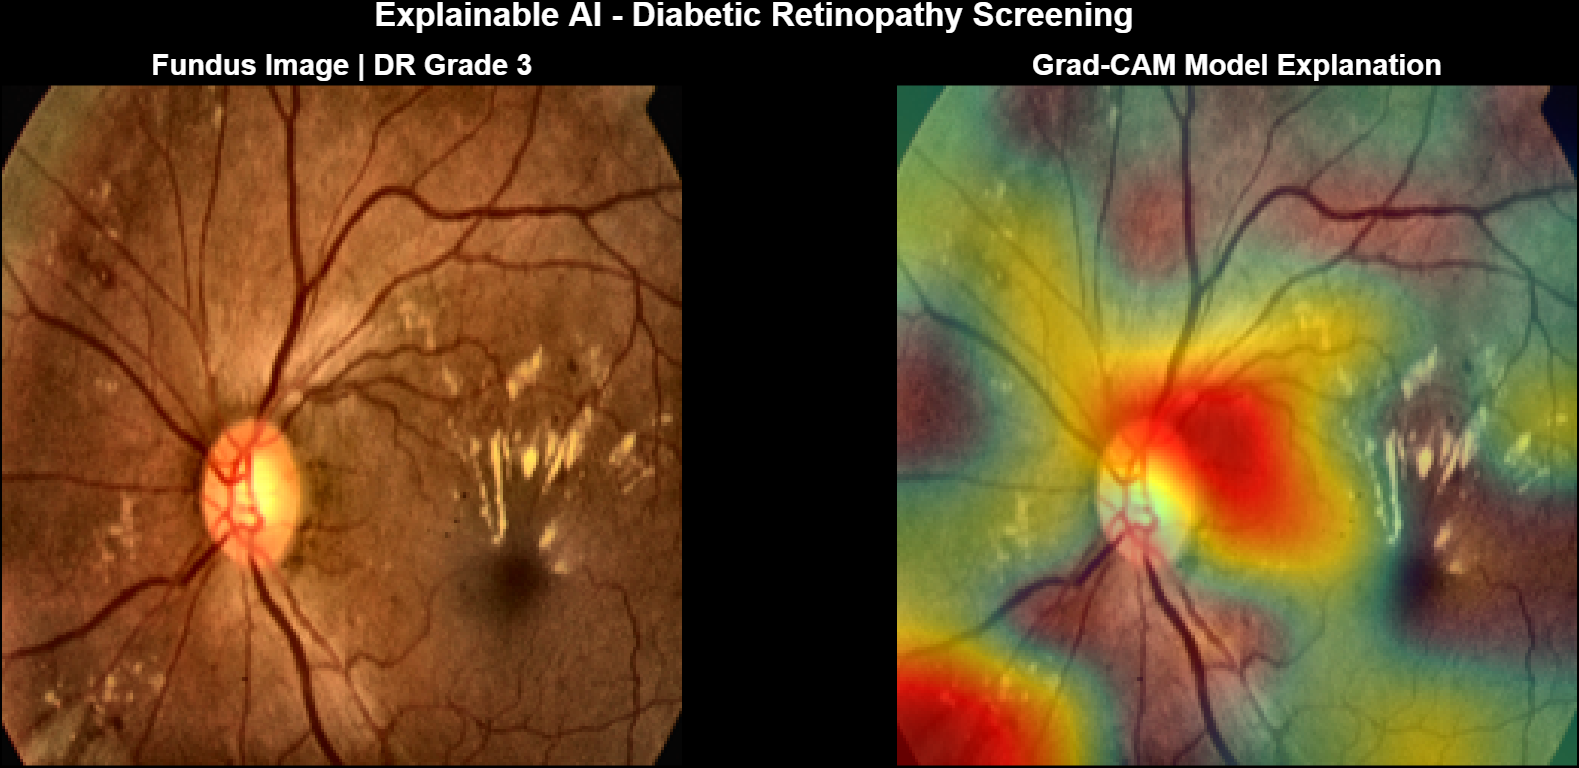 Explainable AI - Diabetic Retinopathy Screening
Fundus Image | DR Grade 3
Grad-CAM Model Explanation